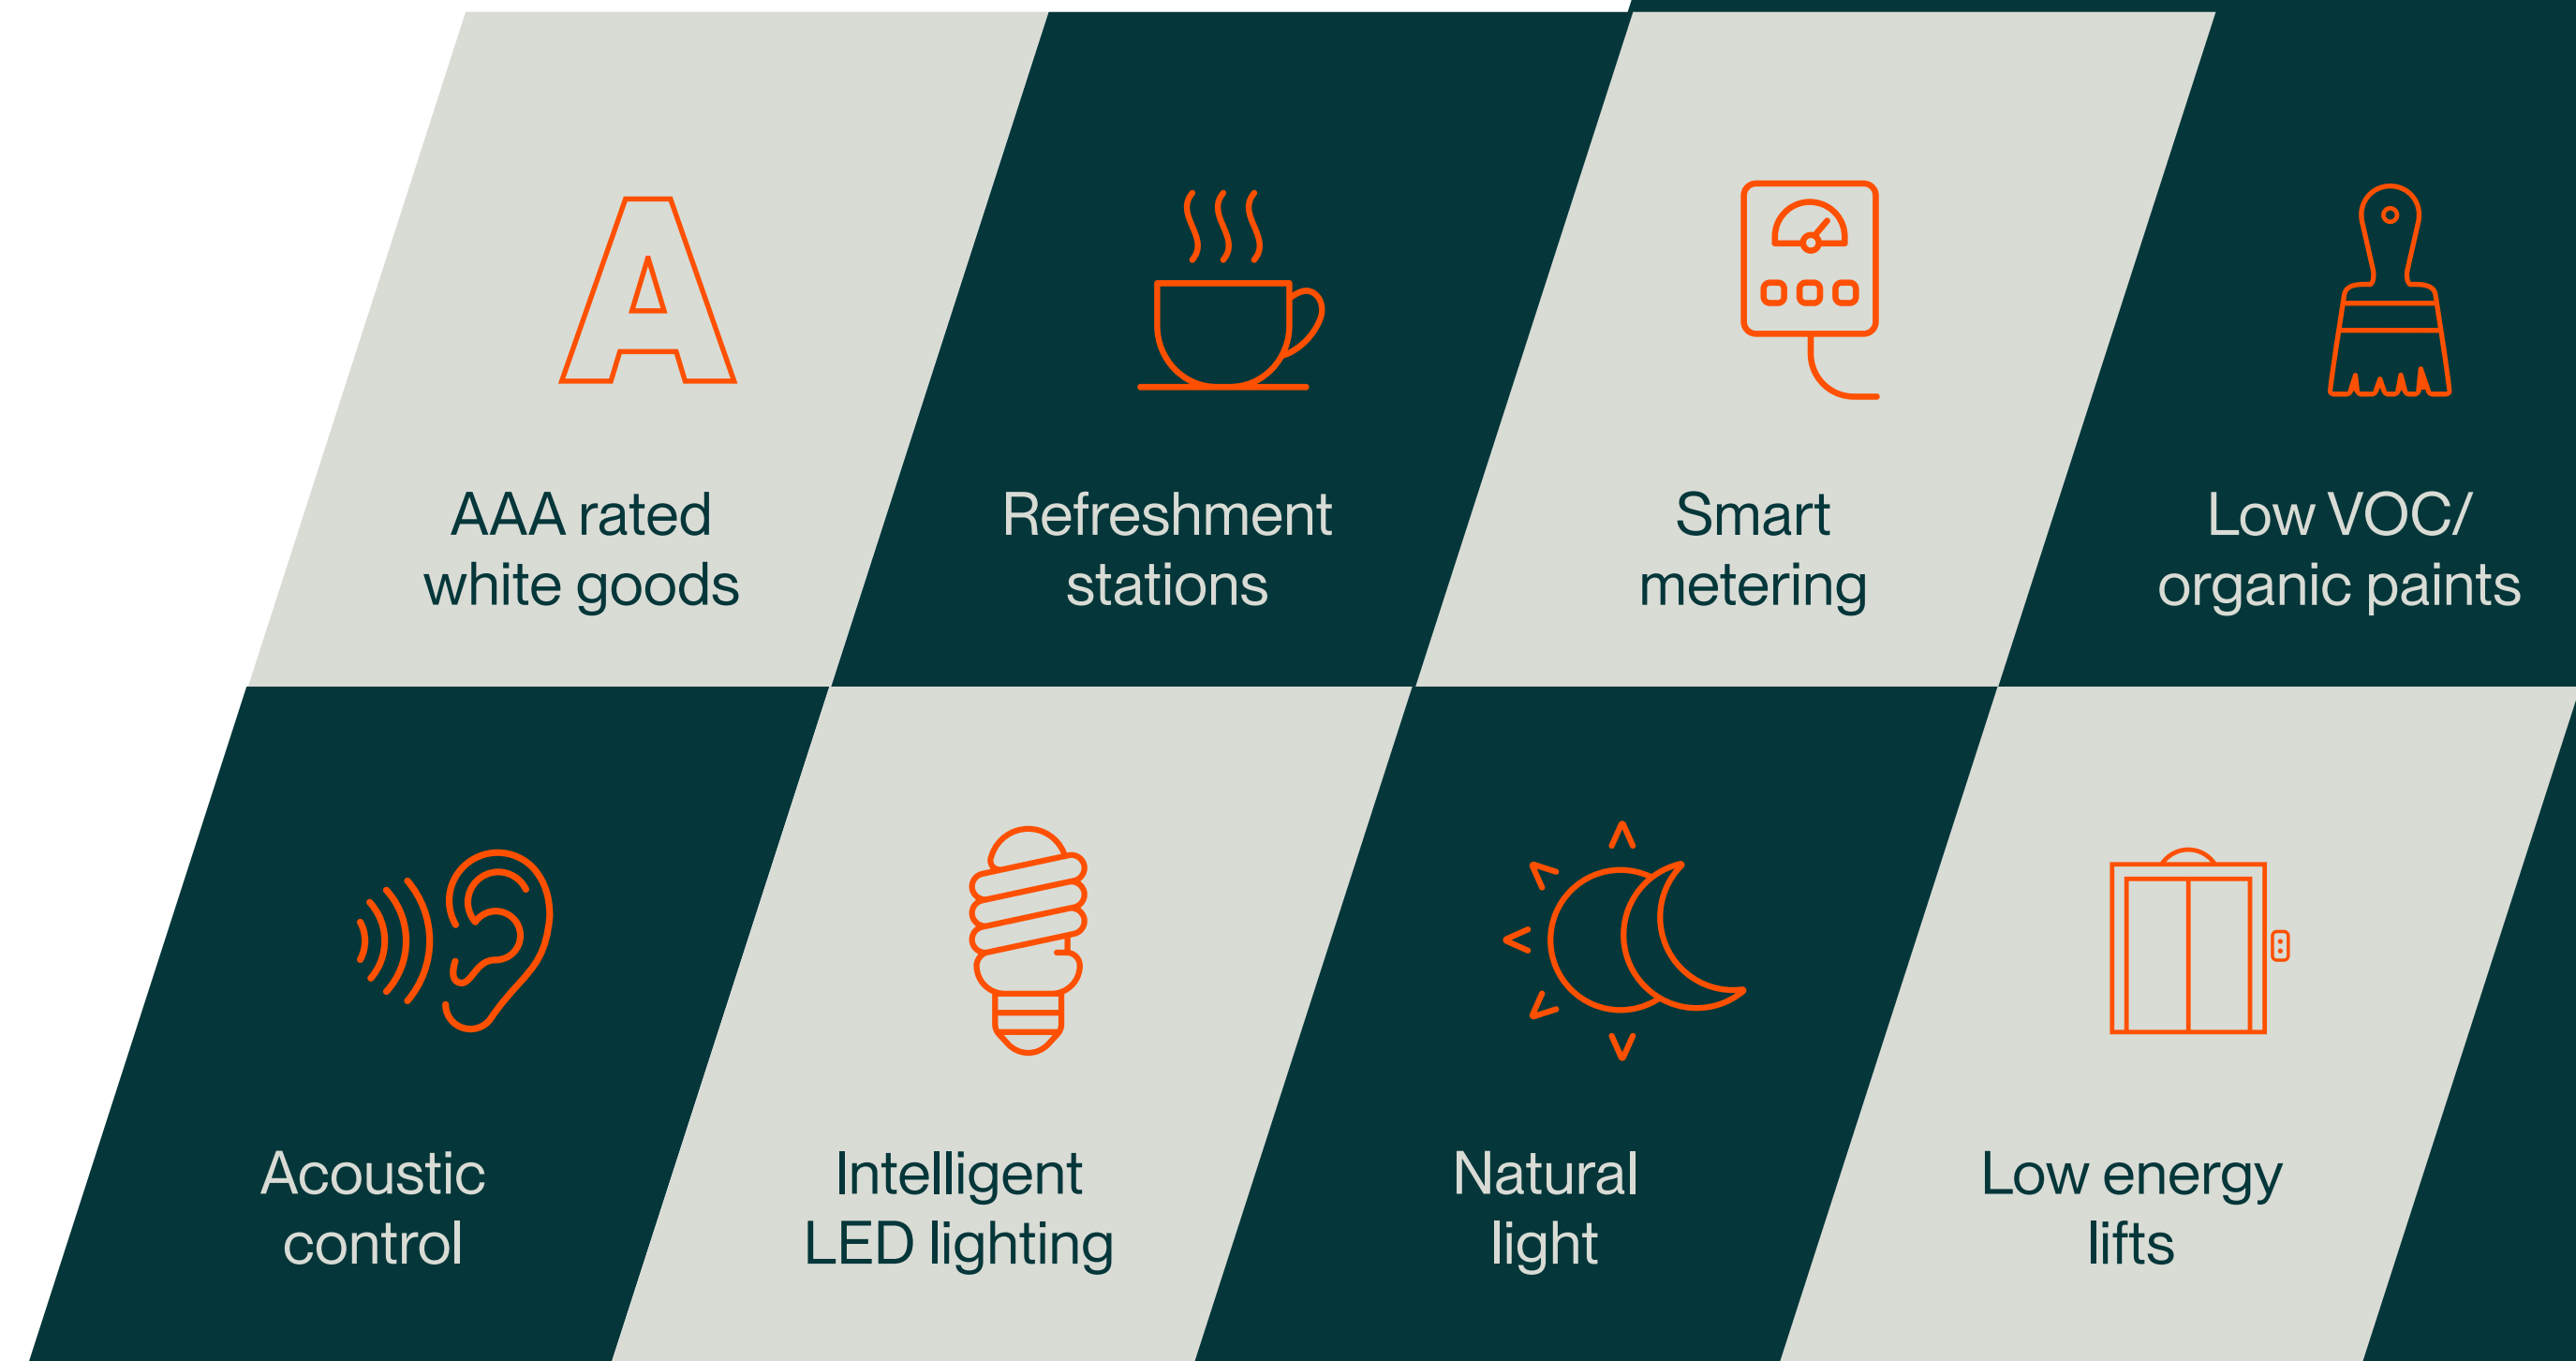 A
AAA rated
white goods
Refreshment
stations
Smart
metering
Low VOC/
organic paints
Acoustic
control
Intelligent
LED lighting
Natural
light
Low energy
lifts